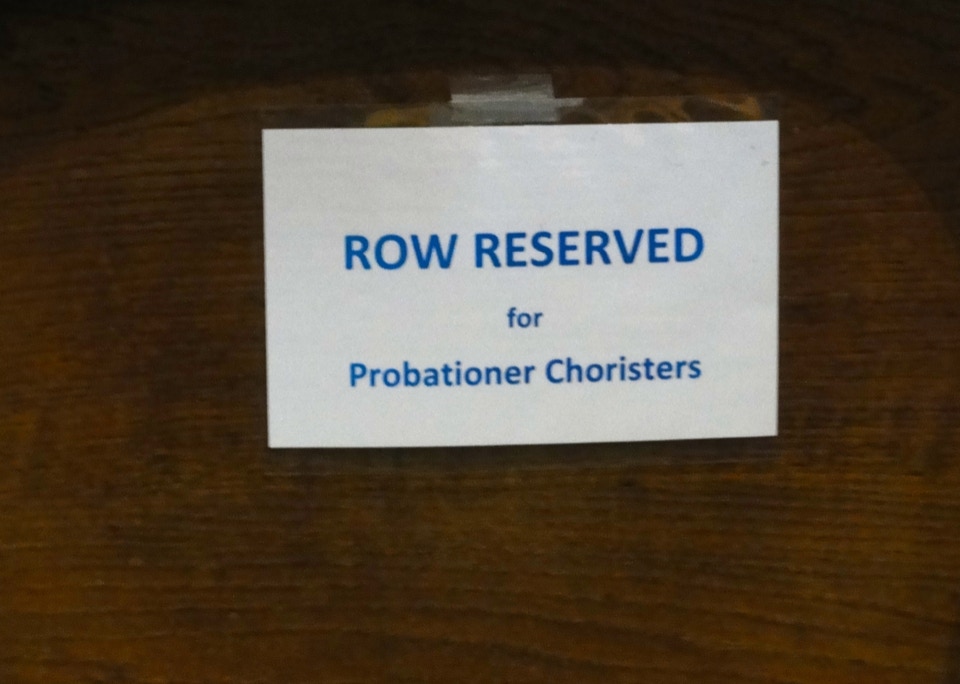 ROW RESERVED
for
Probationer Choristers